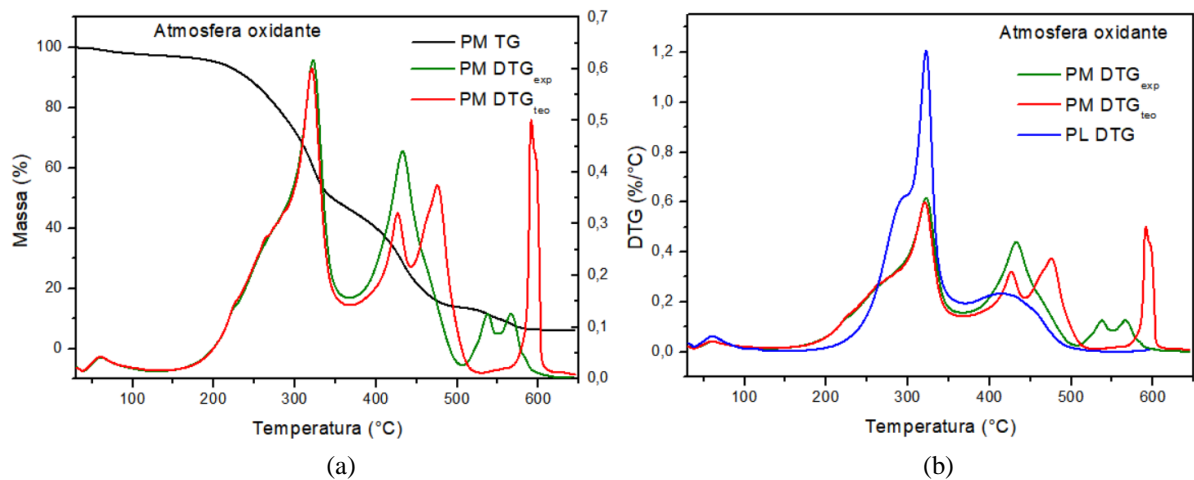 Atmosfera oxidante
PM TG
PM DTGexp
PM DTGteo
Massa (%)
100
80
60
40
20
0
0,7
0,6
0,5
0,4
0,3
0,2
0,1
0,0
100 200 300 400 500 600
Temperatura (°C)
(a)
Atmosfera oxidante
PM DTGexp
PM DTGteo
PL DTG
DTG (%/°C)
1,2
1,0
0,8
0,6
0,4
0,2
0,0
100 200 300 400 500 600
Temperatura (°C)
(b)